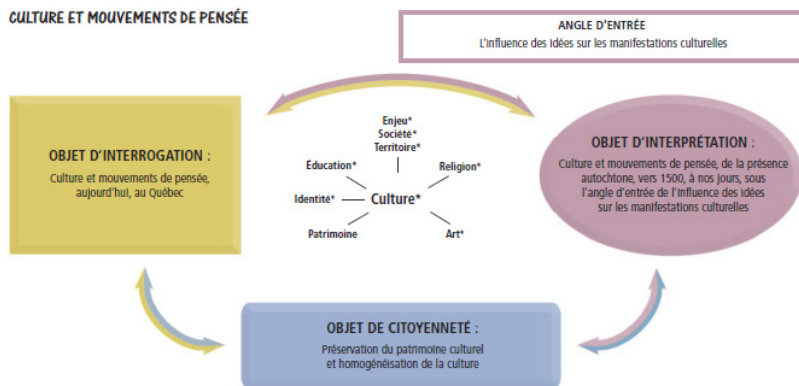 CULTURE ET MOUVEMENTS DE PENSÉE
ANGLE D'ENTRÉE
L'influence des idées sur les manifestations culturelles
OBJET D'INTERROGATION :
Culture et mouvements de pensée,
aujourd'hui, au Québec
Enjeu*
Société*
Territoire*
Éducation*
Religion*
Identité*
Culture*
Patrimoine
Art*
OBJET D'INTERPRÉTATION :
Culture et mouvements de pensée, de la présence
autochtone, vers 1500, à nos jours, sous
l'angle d'entrée de l'influence des idées
sur les manifestations culturelles
OBJET DE CITOYENNETÉ :
Préservation du patrimoine culturel
et homogénéisation de la culture